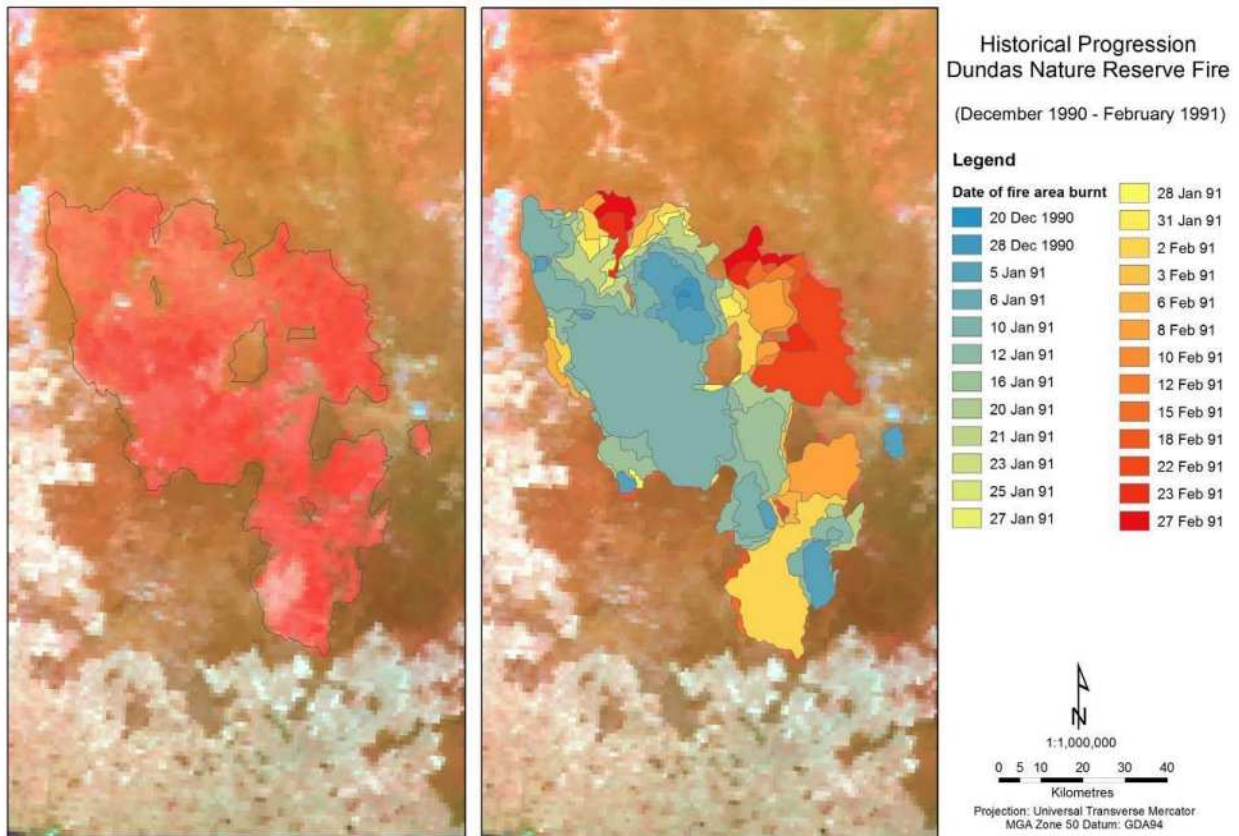 Historical Progression
Dundas Nature Reserve Fire
(December 1990 - February 1991)
Legend
Date of fire area burnt
20 Dec 1990
28 Dec 1990
5 Jan 91
6 Jan 91
10 Jan 91
12 Jan 91
16 Jan 91
20 Jan 91
21 Jan 91
23 Jan 91
25 Jan 91
27 Jan 91
28 Jan 91
31 Jan 91
2 Feb 91
3 Feb 91
6 Feb 91
8 Feb 91
10 Feb 91
12 Feb 91
15 Feb 91
18 Feb 91
22 Feb 91
23 Feb 91
27 Feb 91
N
1:1,000,000
0 5 10 20 30 40
Kilometres
Projection: Universal Transverse Mercator
MGA Zone 50 Datum: GDA94